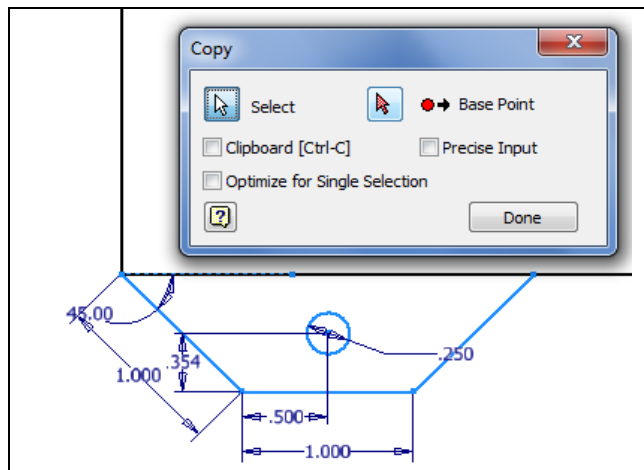 Copy
Select
Base Point
Clipboard [Ctrl-C]
Precise Input
Optimize for Single Selection
Done
45.00
.354
.250
1.000
.500
1.000